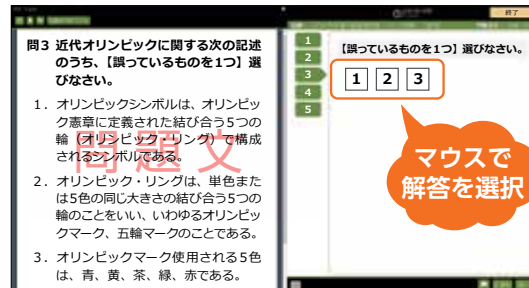 終了
問3 近代オリンピックに関する次の記述
のうち、【誤っているものを1つ】選
びなさい。
1. オリンピックシンボルは、オリンピッ
ク憲章に定義された結び合う5つの
輪（オリンピック・リング）で構成
されるシンボルである。
2. オリンピック・リングは、単色また
は5色の同じ大きさの結び合う5つの
輪のことをいい、いわゆるオリンピッ
クマーク、五輪マークのことである。
3. オリンピックマーク使用される5色
は、青、黄、茶、緑、赤である。
問題文
1
2
3
4
5
【誤っているものを1つ】選びなさい。
1 2 3
マウスで
解答を選択